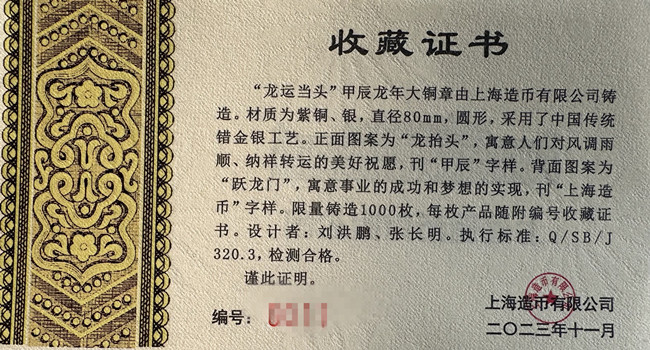 收藏证书
“龙运当头”甲辰龙年大铜章由上海造币有限公司铸
造。材质为紫铜、银，直径80mm，圆形，采用了中国传统
错金银工艺。正面图案为“龙抬头”，寓意人们对风调雨
顺、纳祥转运的美好祝愿，刊“甲辰”字样。背面图案为
“跃龙门”，寓意事业的成功和梦想的实现，刊“上海造
币”字样。限量铸造1000枚，每枚产品随附编号收藏证
书。设计者：刘洪鹏、张长明。执行标准：Q/SB/J
320.3，检测合格。
谨此证明。
编号：
上海造币有限公司
二〇二三年十一月